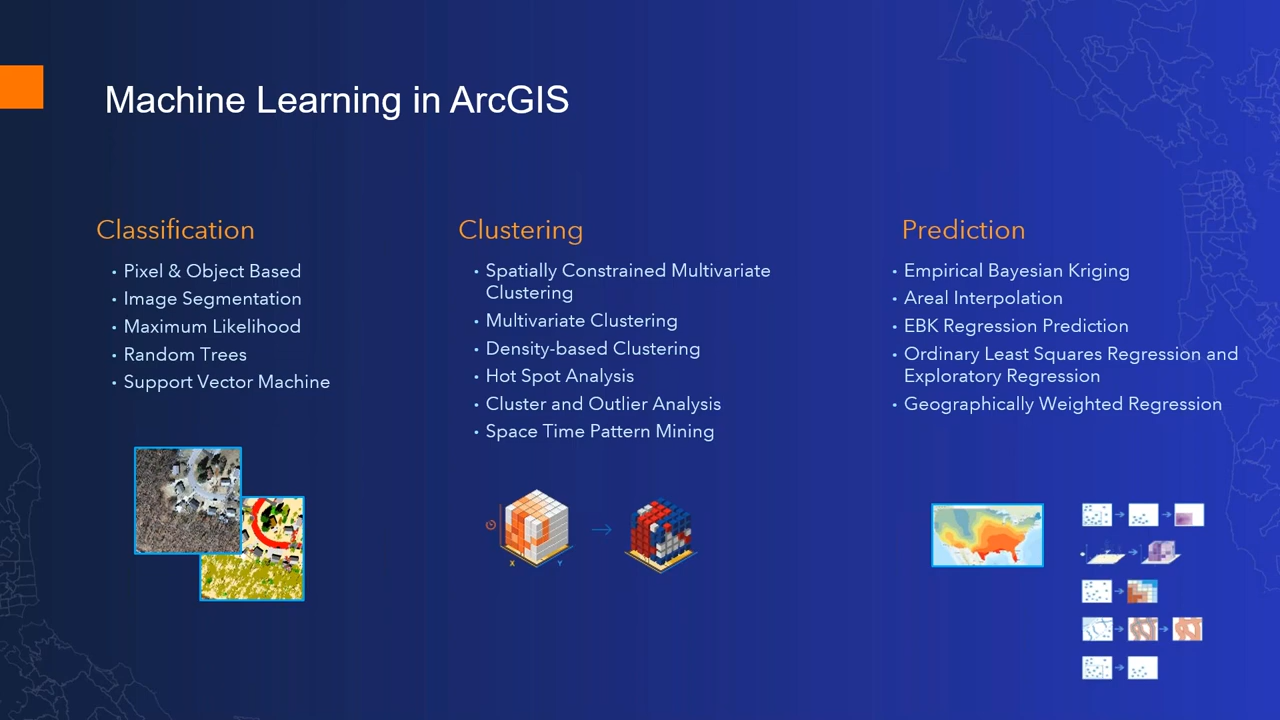 Machine Learning in ArcGIS
Classification
• Pixel & Object Based
• Image Segmentation
• Maximum Likelihood
• Random Trees
• Support Vector Machine
Clustering
• Spatially Constrained Multivariate
Clustering
• Multivariate Clustering
• Density-based Clustering
• Hot Spot Analysis
• Cluster and Outlier Analysis
• Space Time Pattern Mining
X
Y
Prediction
• Empirical Bayesian Kriging
• Areal Interpolation
• EBK Regression Prediction
• Ordinary Least Squares Regression and
Exploratory Regression
• Geographically Weighted Regression